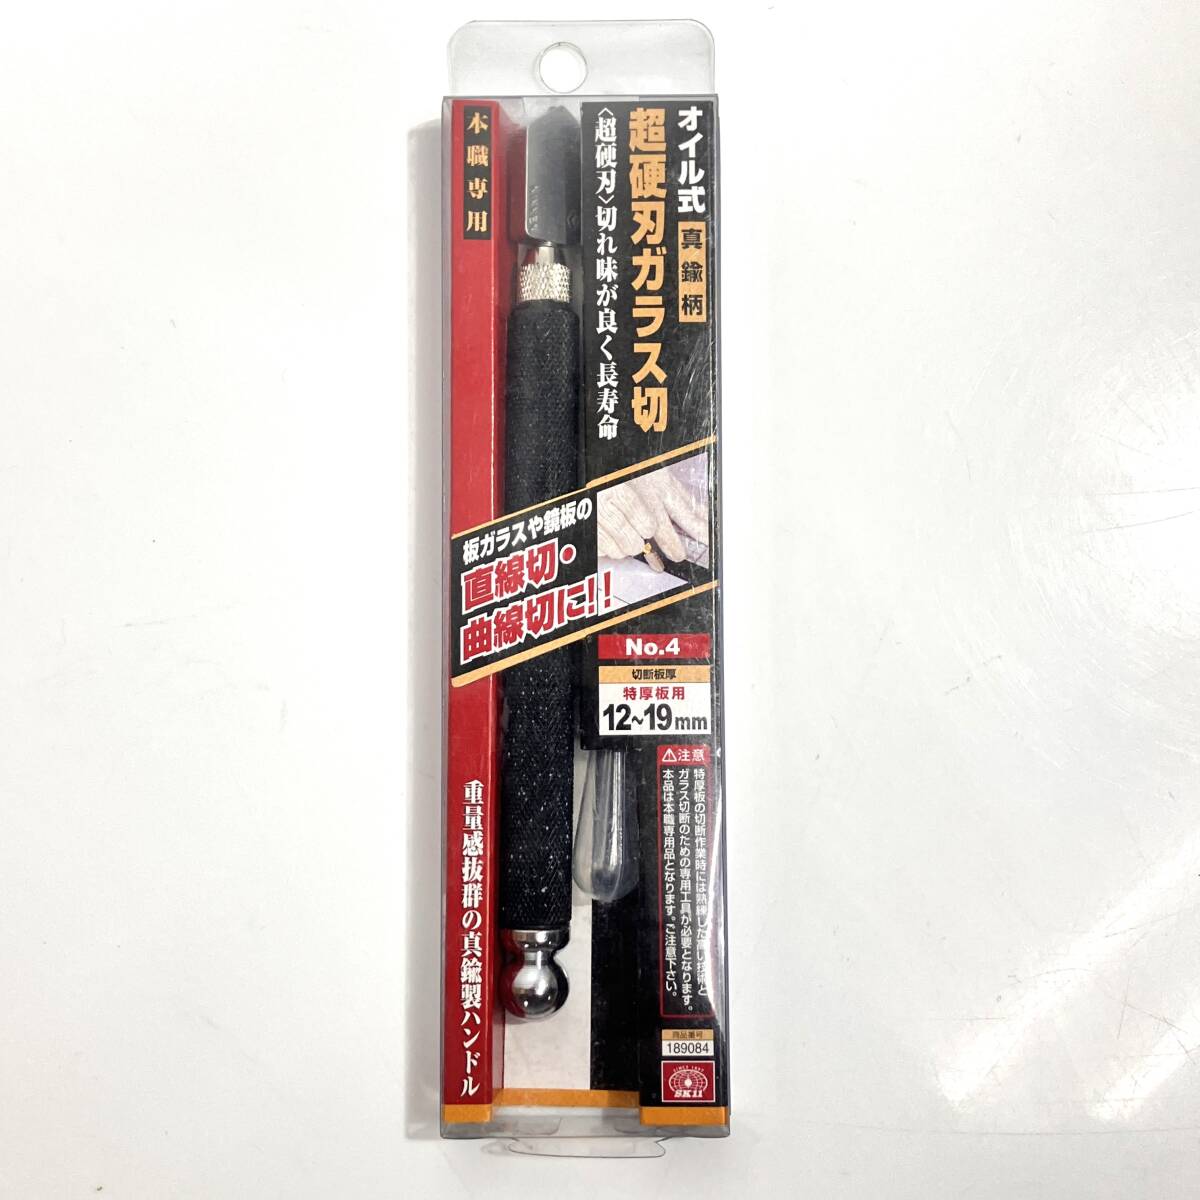 本職専用
オイル式 真鍮柄
超硬刃ガラス切
〈超硬刃〉切れ味が良く長寿命
板ガラスや鏡板の
直線切・
曲線切に!!
No.4
切断板厚
特厚板用
12~19mm
⚠注意
特厚板の切断作業時には熟練した高い技術と
ガラス切断のための専用工具が必要となります。
本品は本職専用品となります。ご注意下さい。
重量感抜群の真鍮製ハンドル
商品番号
189084
SINCE 1897
SK11